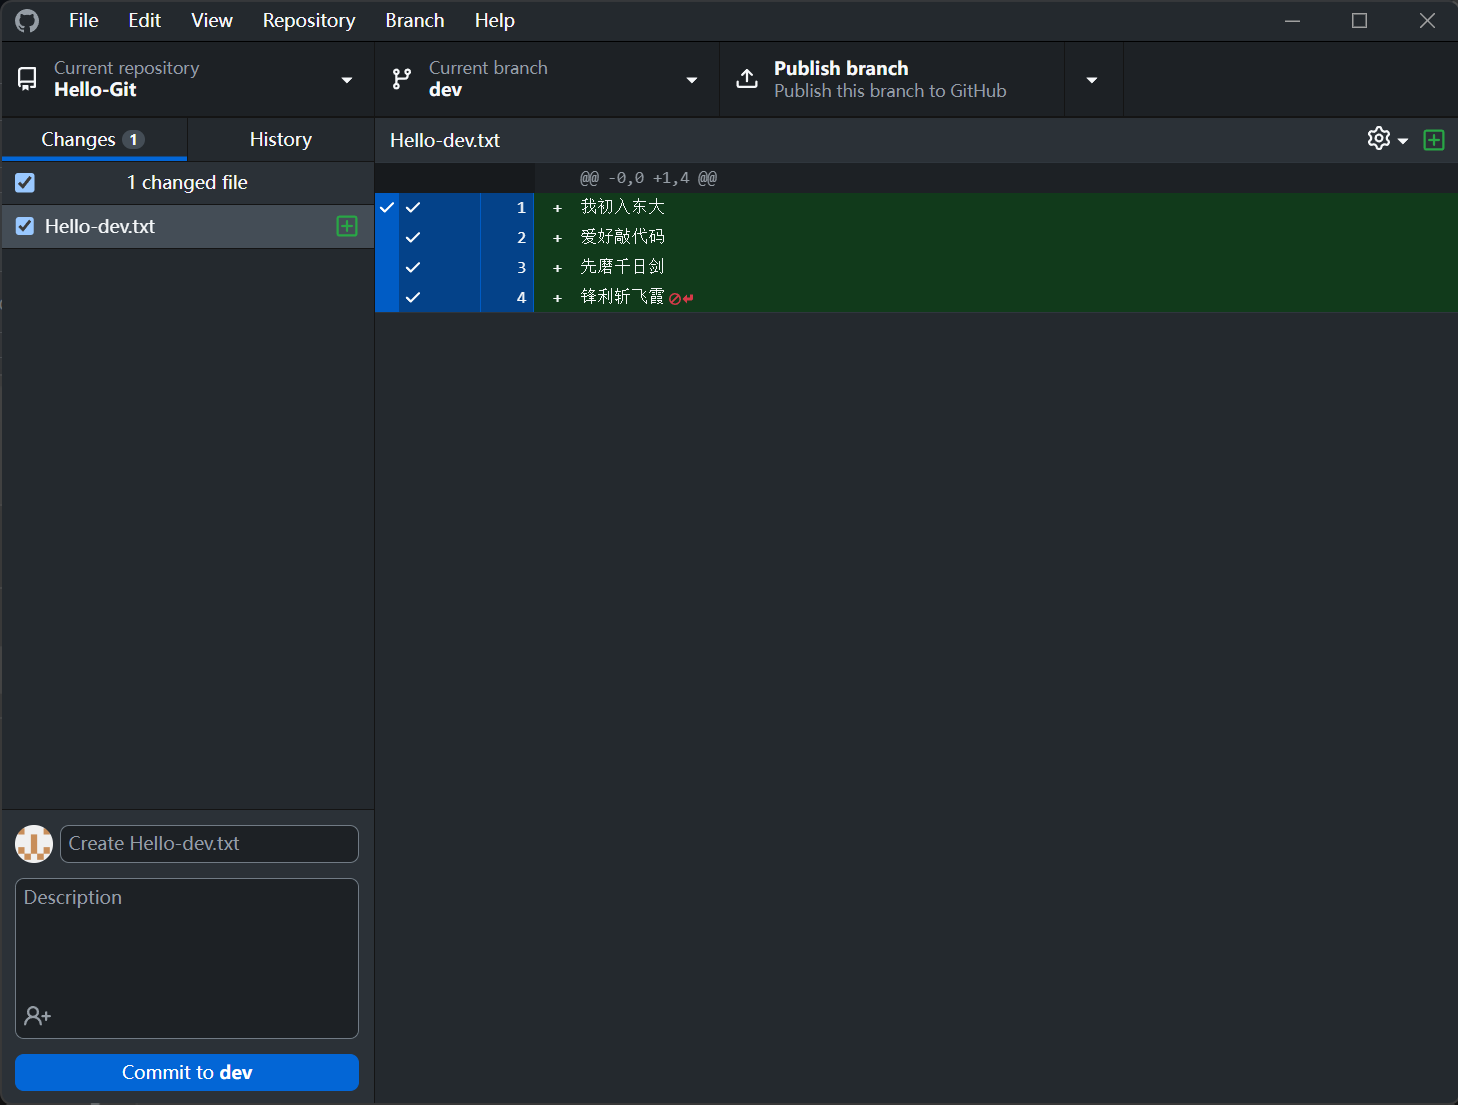 File Edit View Repository Branch Help
Current repository
Hello-Git
Current branch
dev
Publish branch
Publish this branch to GitHub
Changes 1
History
Hello-dev.txt
1 changed file
Hello-dev.txt
@@ -0,0 +1,4 @@
1 + 我初入东大
2 + 爱好敲代码
3 + 先磨千日剑
4 + 锋利斩飞霞
Create Hello-dev.txt
Description
Commit to dev